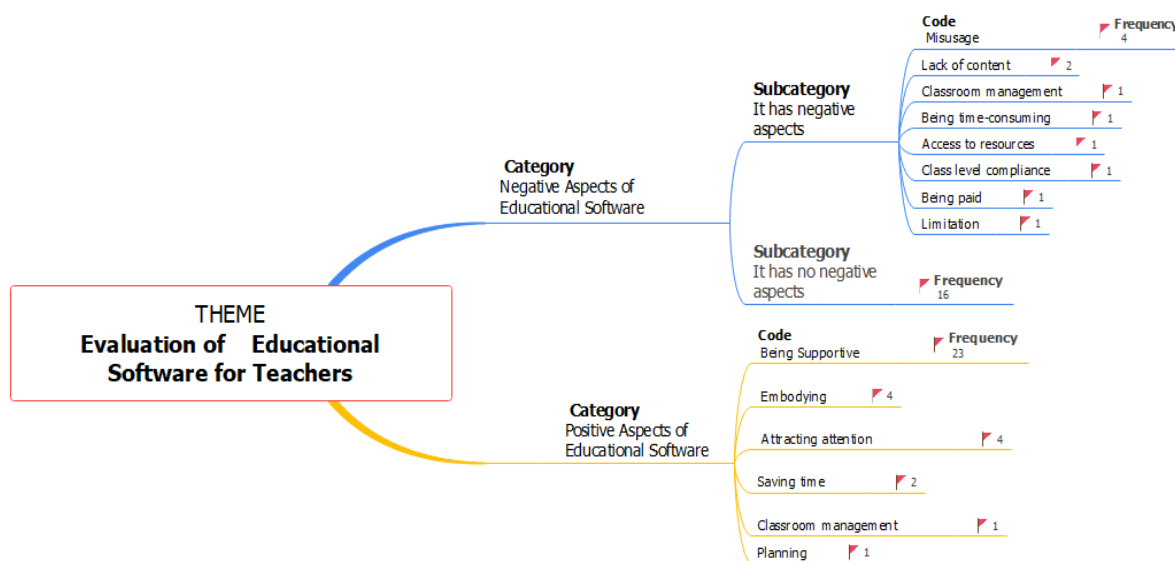 THEME
Evaluation of Educational
Software for Teachers
Category
Negative Aspects of
Educational Software
Subcategory
It has negative
aspects
Code
Misusage
Frequency
4
Lack of content 2
Classroom management 1
Being time-consuming 1
Access to resources 1
Class level compliance 1
Being paid 1
Limitation 1
Subcategory
It has no negative
aspects
Frequency
16
Category
Positive Aspects of
Educational Software
Code
Being Supportive
Frequency
23
Embodying 4
Attracting attention 4
Saving time 2
Classroom management 1
Planning 1